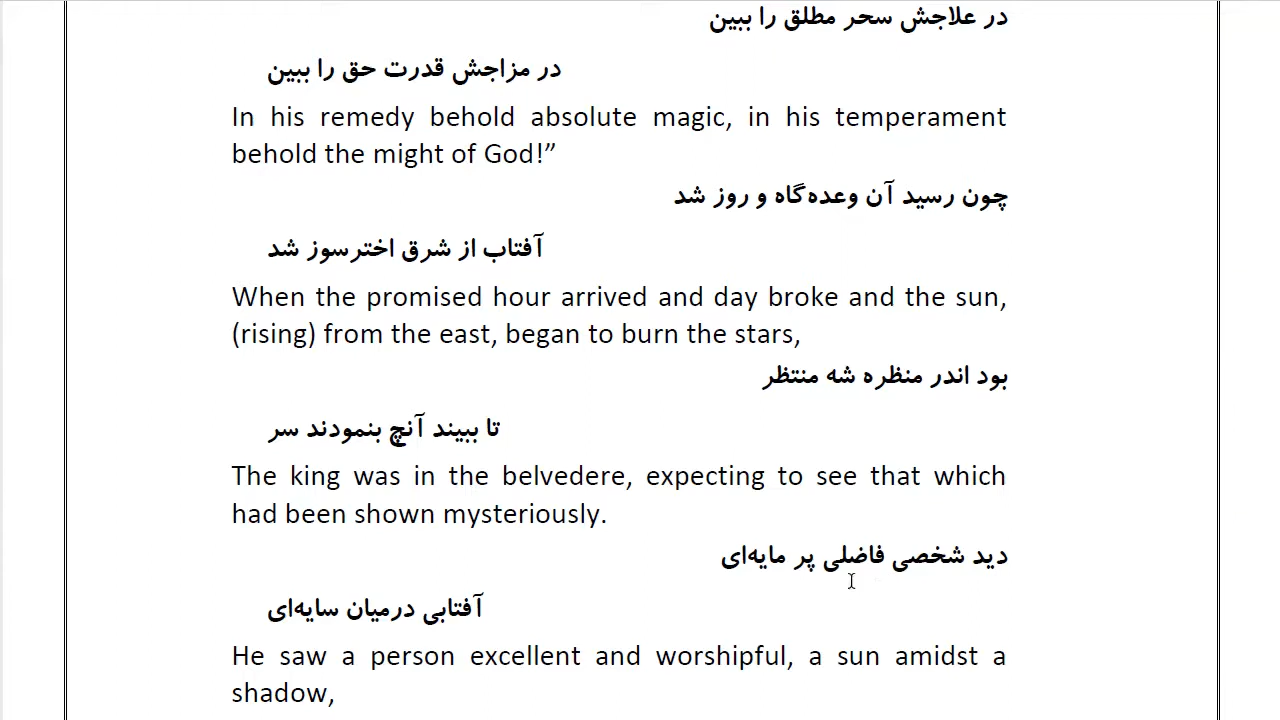 در علاجش سحر مطلق را ببین
در مزاجش قدرت حق را ببین
In his remedy behold absolute magic, in his temperament
behold the might of God!”
چون رسید آن وعده‌گاه و روز شد
آفتاب از شرق اخترسوز شد
When the promised hour arrived and day broke and the sun,
(rising) from the east, began to burn the stars,
بود اندر منظره شه منتظر
تا ببیند آنچ بنمودند سر
The king was in the belvedere, expecting to see that which
had been shown mysteriously.
دید شخصی فاضلی پر مایه‌ای
آفتابی درمیان سایه‌ای
He saw a person excellent and worshipful, a sun amidst a
shadow,